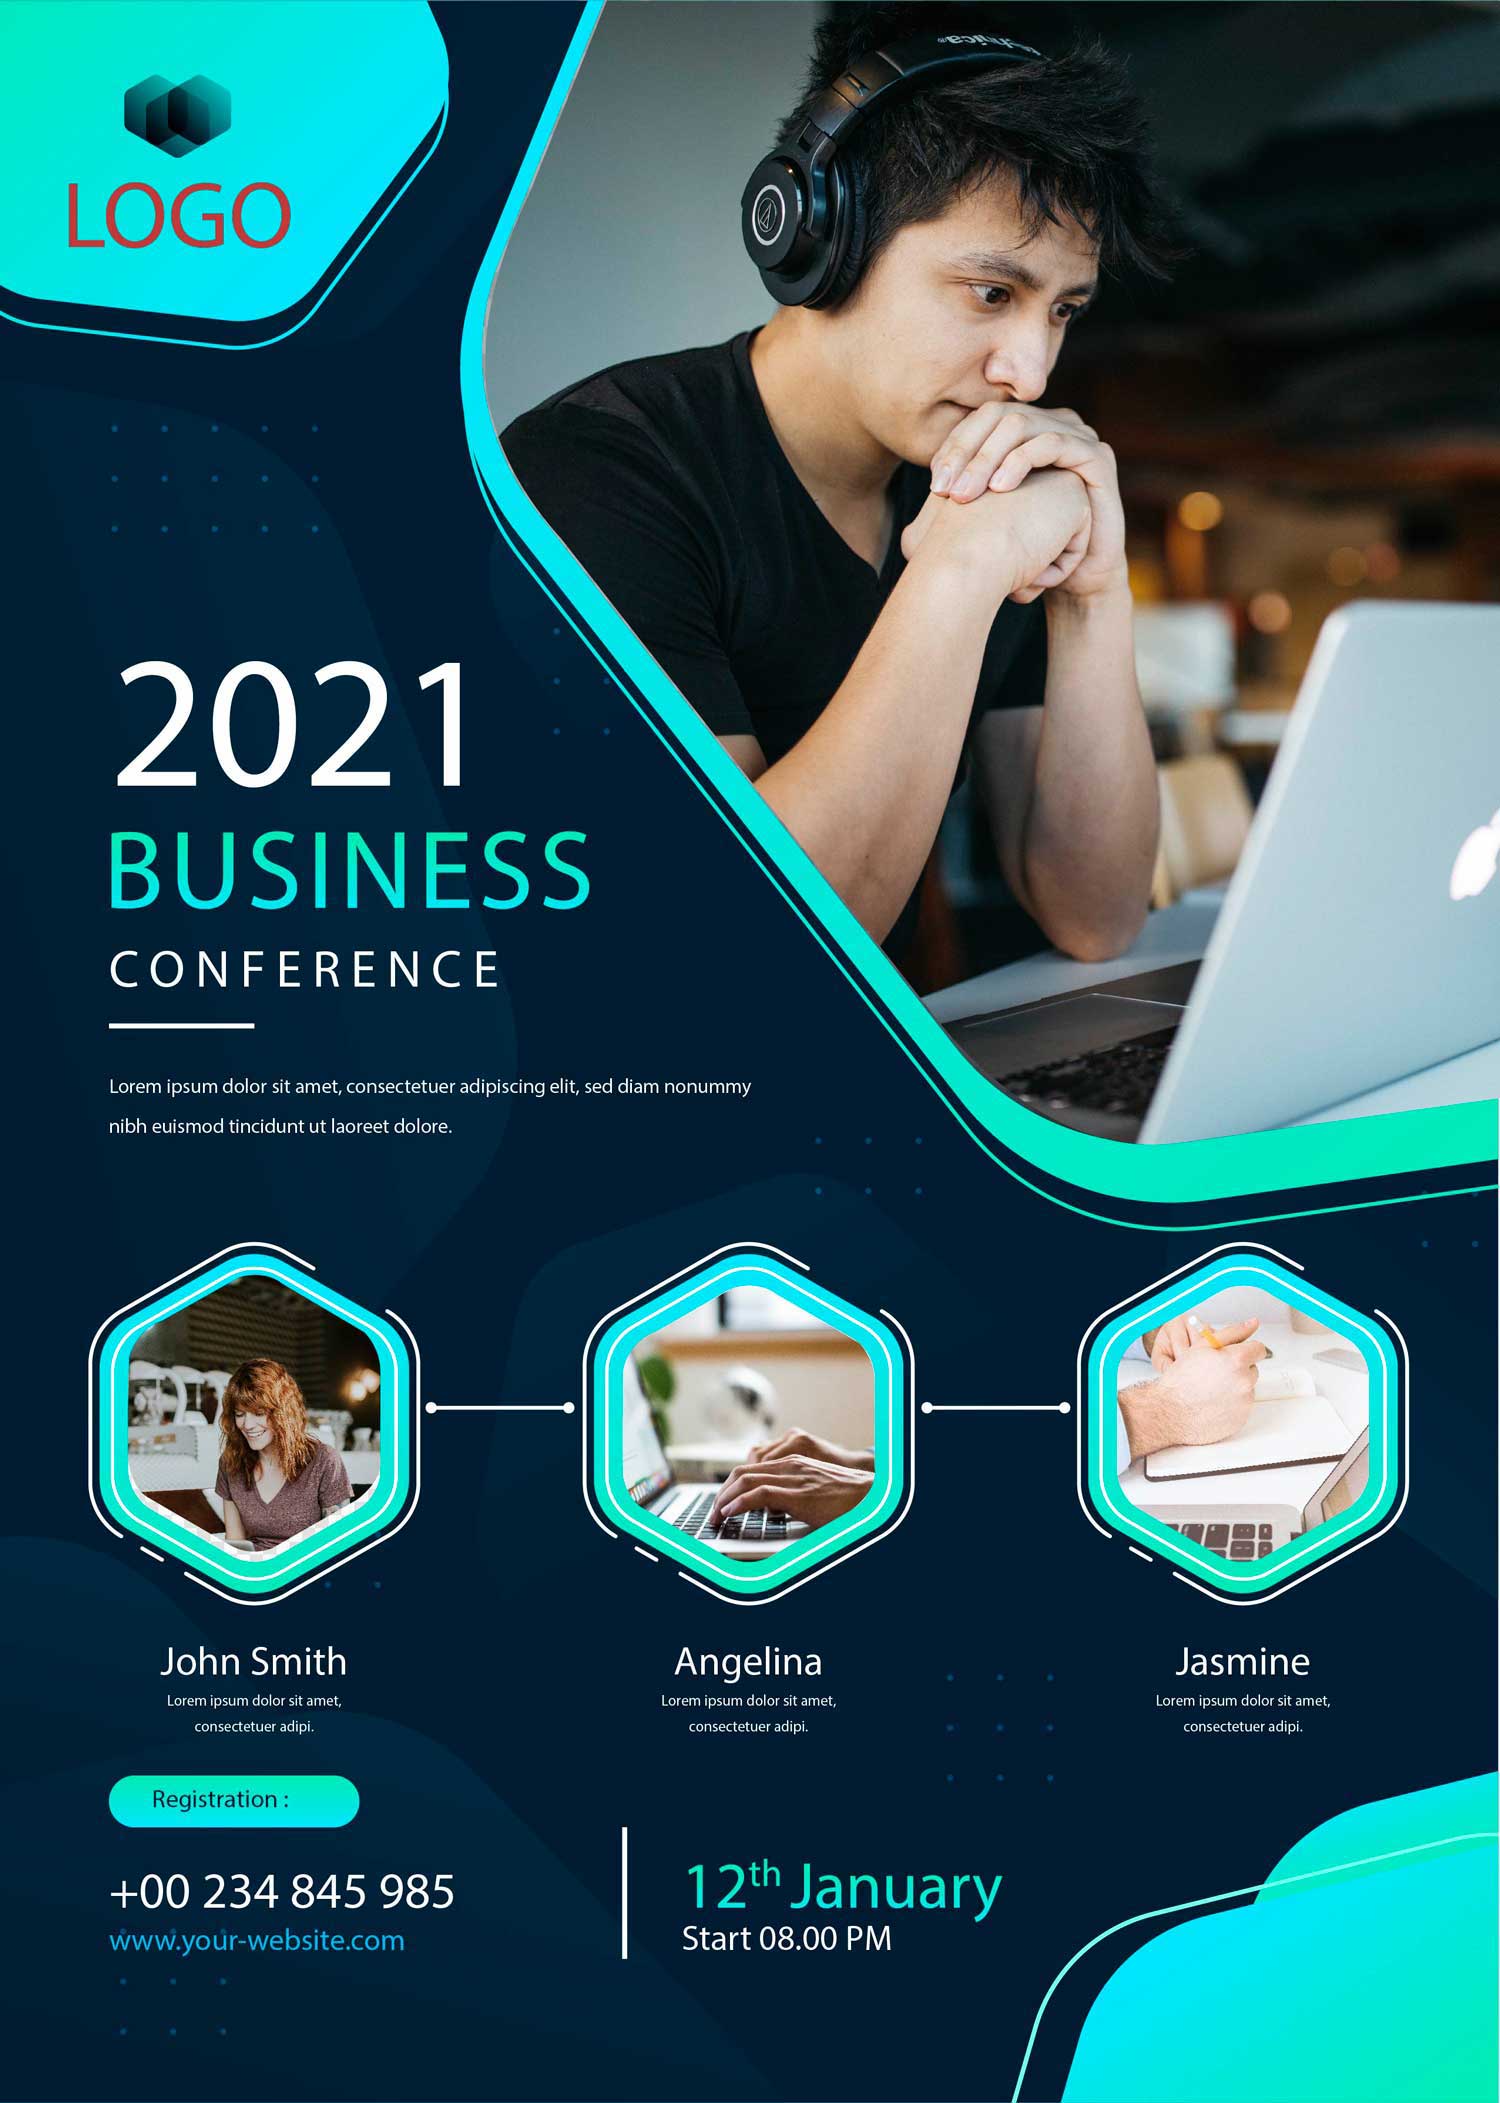 LOGO
2021
BUSINESS
CONFERENCE
Lorem ipsum dolor sit amet, consectetuer adipiscing elit, sed diam nonummy
nibh euismod tincidunt ut laoreet dolore.
John Smith
Lorem ipsum dolor sit amet,
consectetuer adipi.
Angelina
Lorem ipsum dolor sit amet,
consectetuer adipi.
Jasmine
Lorem ipsum dolor sit amet,
consectetuer adipi.
Registration :
+00 234 845 985
www.your-website.com
12th January
Start 08.00 PM